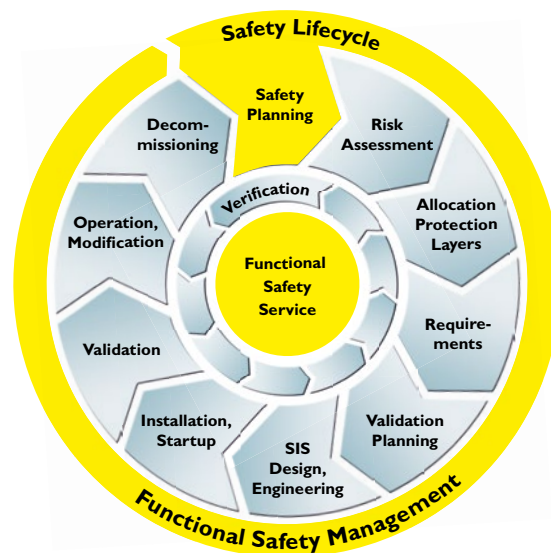 Safety Lifecycle
Safety
Planning
Risk
Assessment
Allocation
Protection
Layers
Require-
ments
Validation
Planning
SIS
Design,
Engineering
Installation,
Startup
Validation
Operation,
Modification
Decom-
missioning
Verification
Functional
Safety
Service
Functional Safety Management